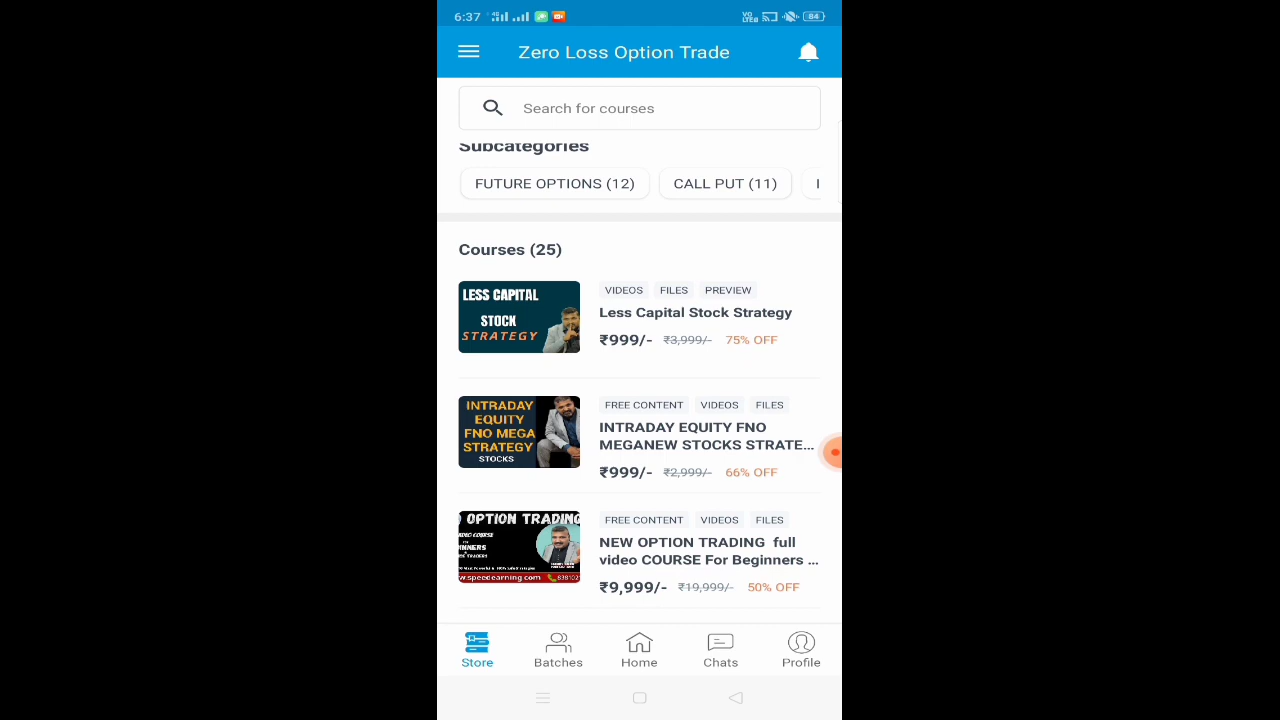 6:37
84
Zero Loss Option Trade
Search for courses
Subcategories
FUTURE OPTIONS (12)
CALL PUT (11)
Courses (25)
LESS CAPITAL
STOCK
STRATEGY
VIDEOS FILES PREVIEW
Less Capital Stock Strategy
₹999/- ₹3,999/- 75% OFF
INTRADAY
EQUITY
FNO MEGA
STRATEGY
STOCKS
FREE CONTENT VIDEOS FILES
INTRADAY EQUITY FNO
MEGANEW STOCKS STRATE...
₹999/- ₹2,999/- 66% OFF
OPTION TRADING
FREE CONTENT VIDEOS FILES
NEW OPTION TRADING full
video COURSE For Beginners ...
₹9,999/- ₹19,999/- 50% OFF
Store Batches Home Chats Profile